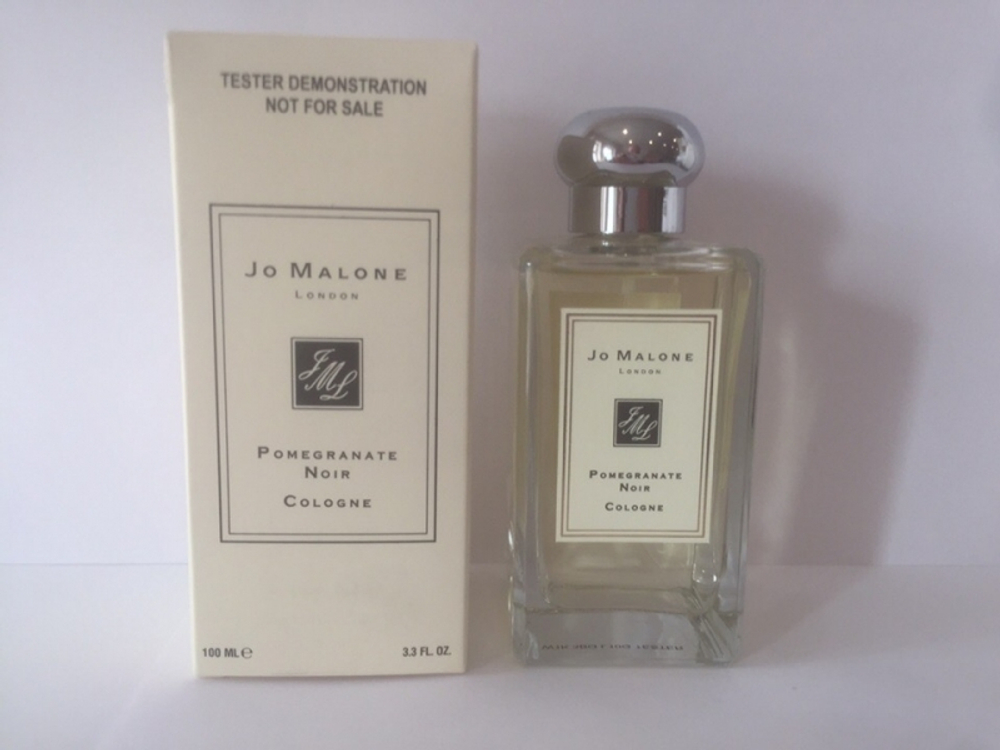 TESTER DEMONSTRATION
NOT FOR SALE
JO MALONE
LONDON
JML
POMEGRANATE
NOIR
COLOGNE
100 ML e
3.3 FL. OZ.
JO MALONE
LONDON
JML
POMEGRANATE
NOIR
COLOGNE